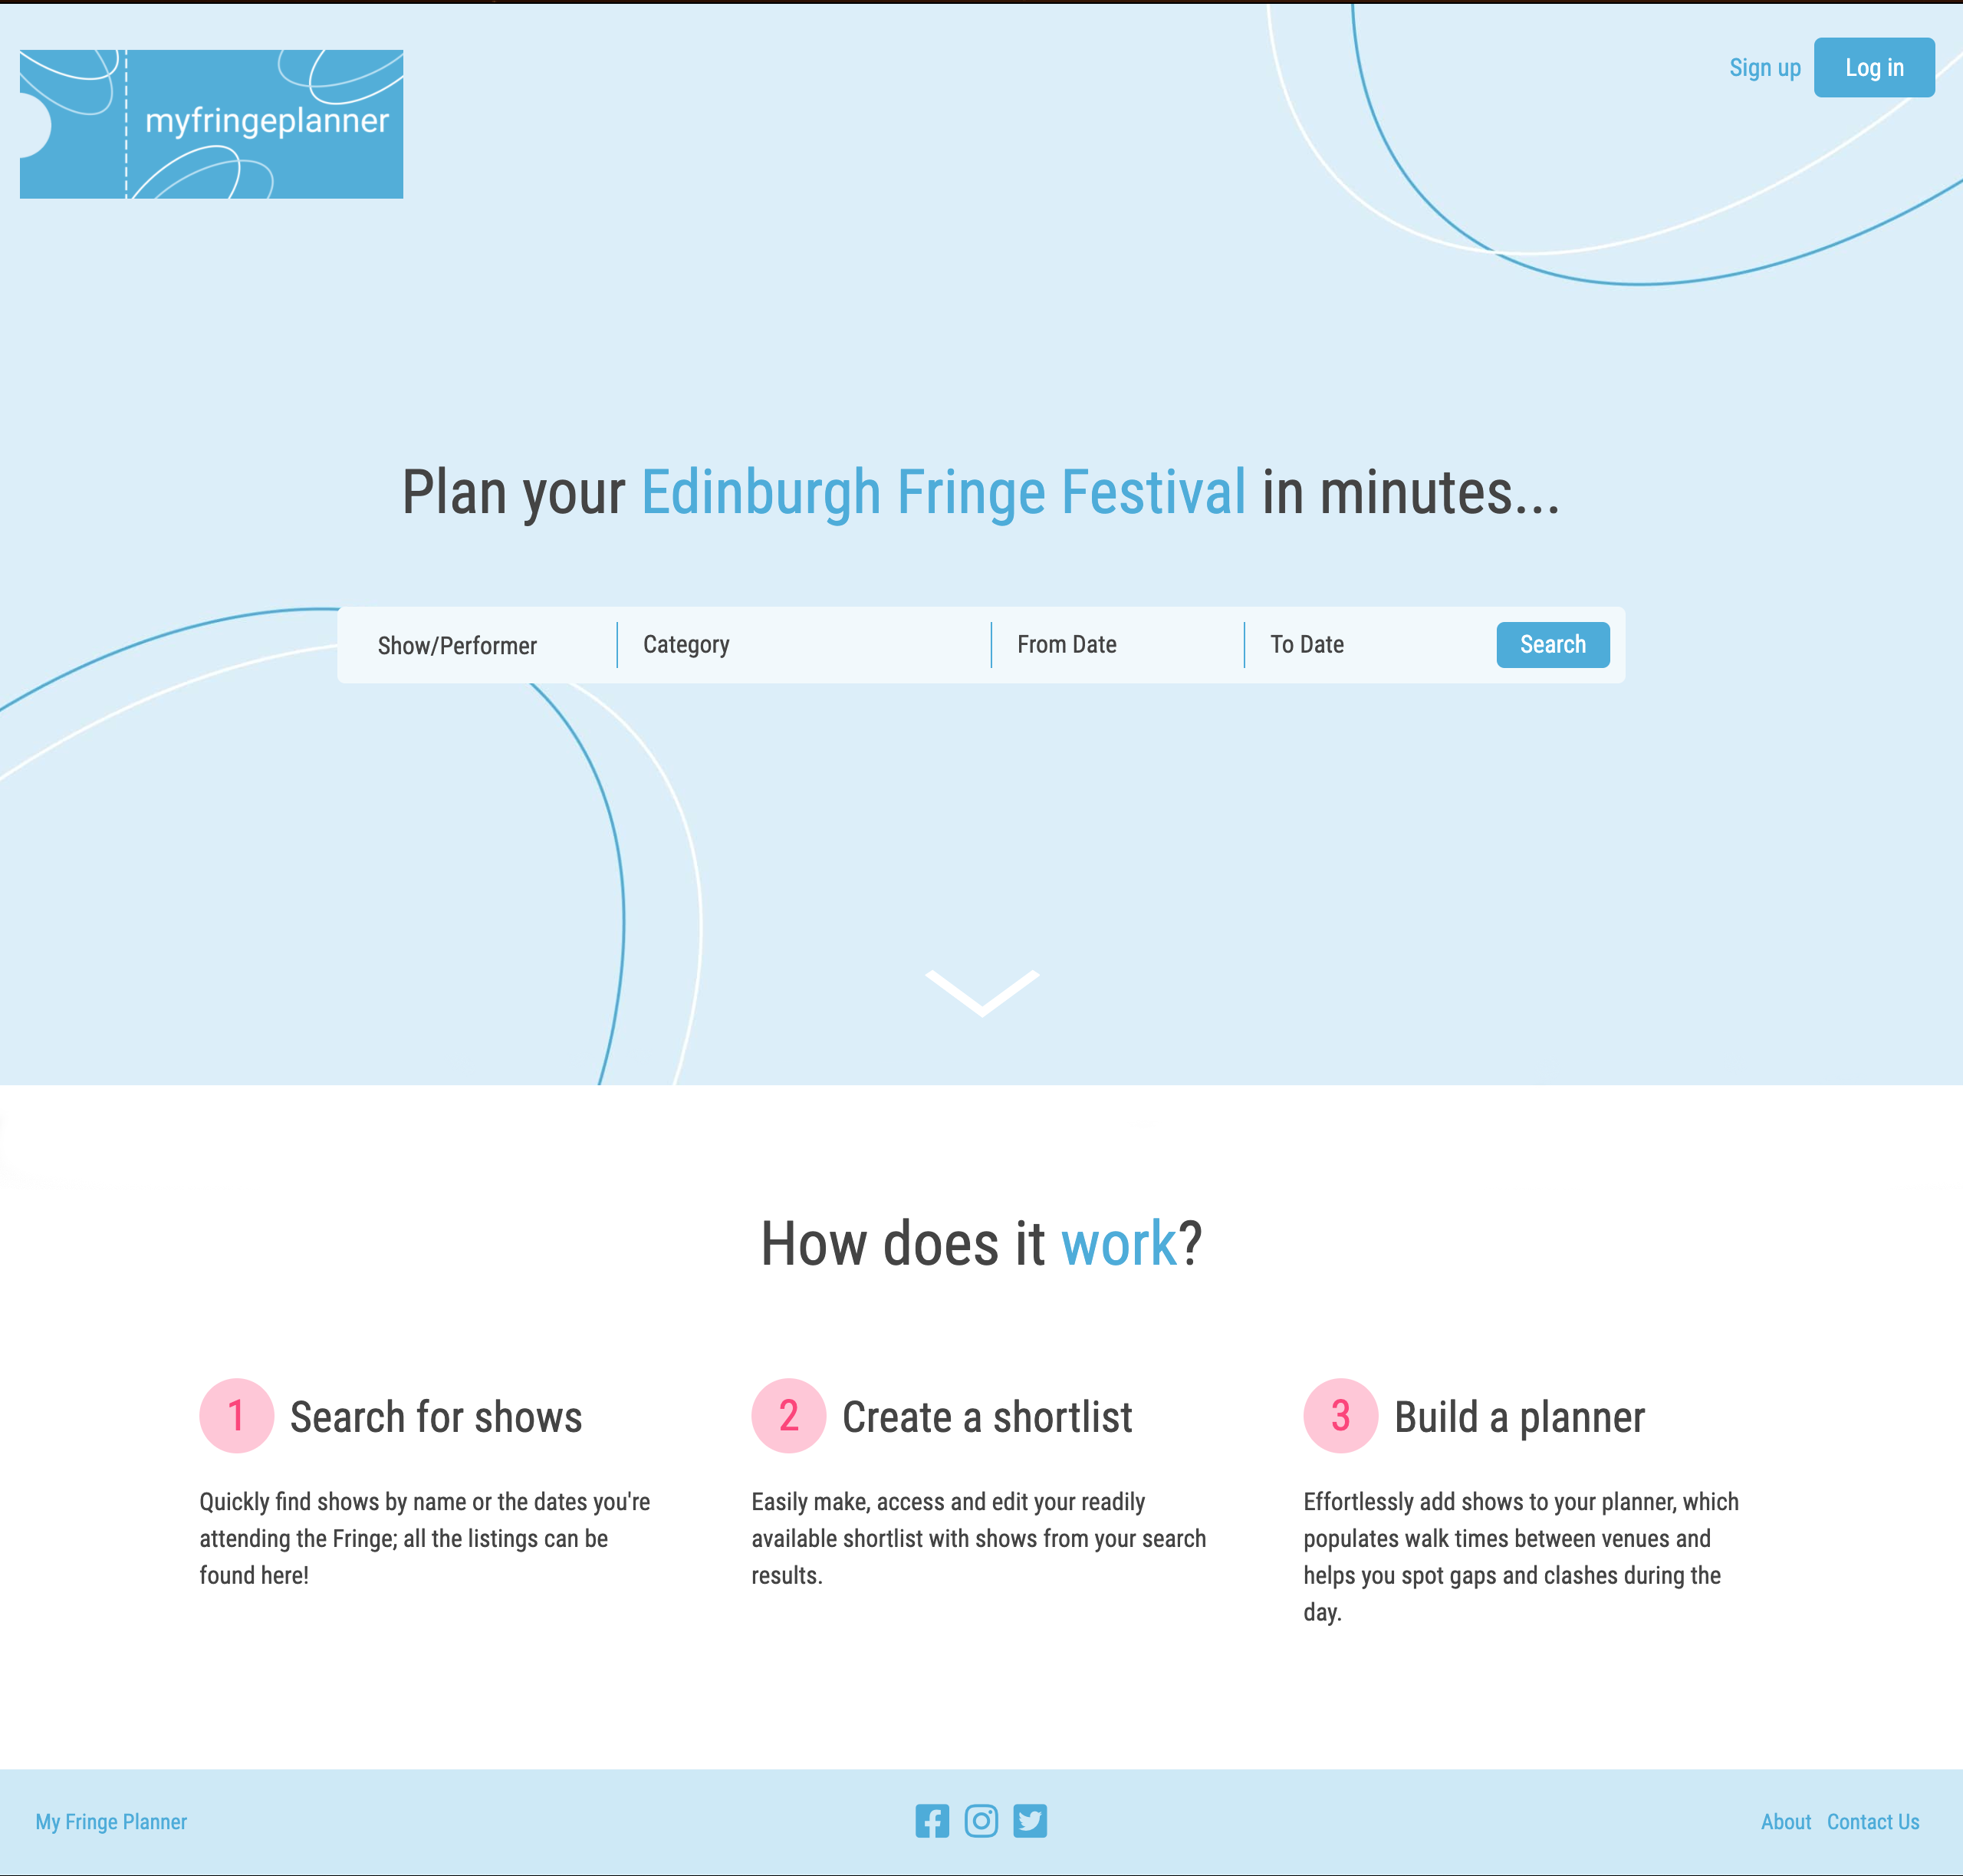 myfringeplanner
Sign up
Log in
Plan your Edinburgh Fringe Festival in minutes...
Show/Performer
Category
From Date
To Date
Search
How does it work?
1
Search for shows
Quickly find shows by name or the dates you're
attending the Fringe; all the listings can be
found here!
2
Create a shortlist
Easily make, access and edit your readily
available shortlist with shows from your search
results.
3
Build a planner
Effortlessly add shows to your planner, which
populates walk times between venues and
helps you spot gaps and clashes during the
day.
My Fringe Planner
About
Contact Us